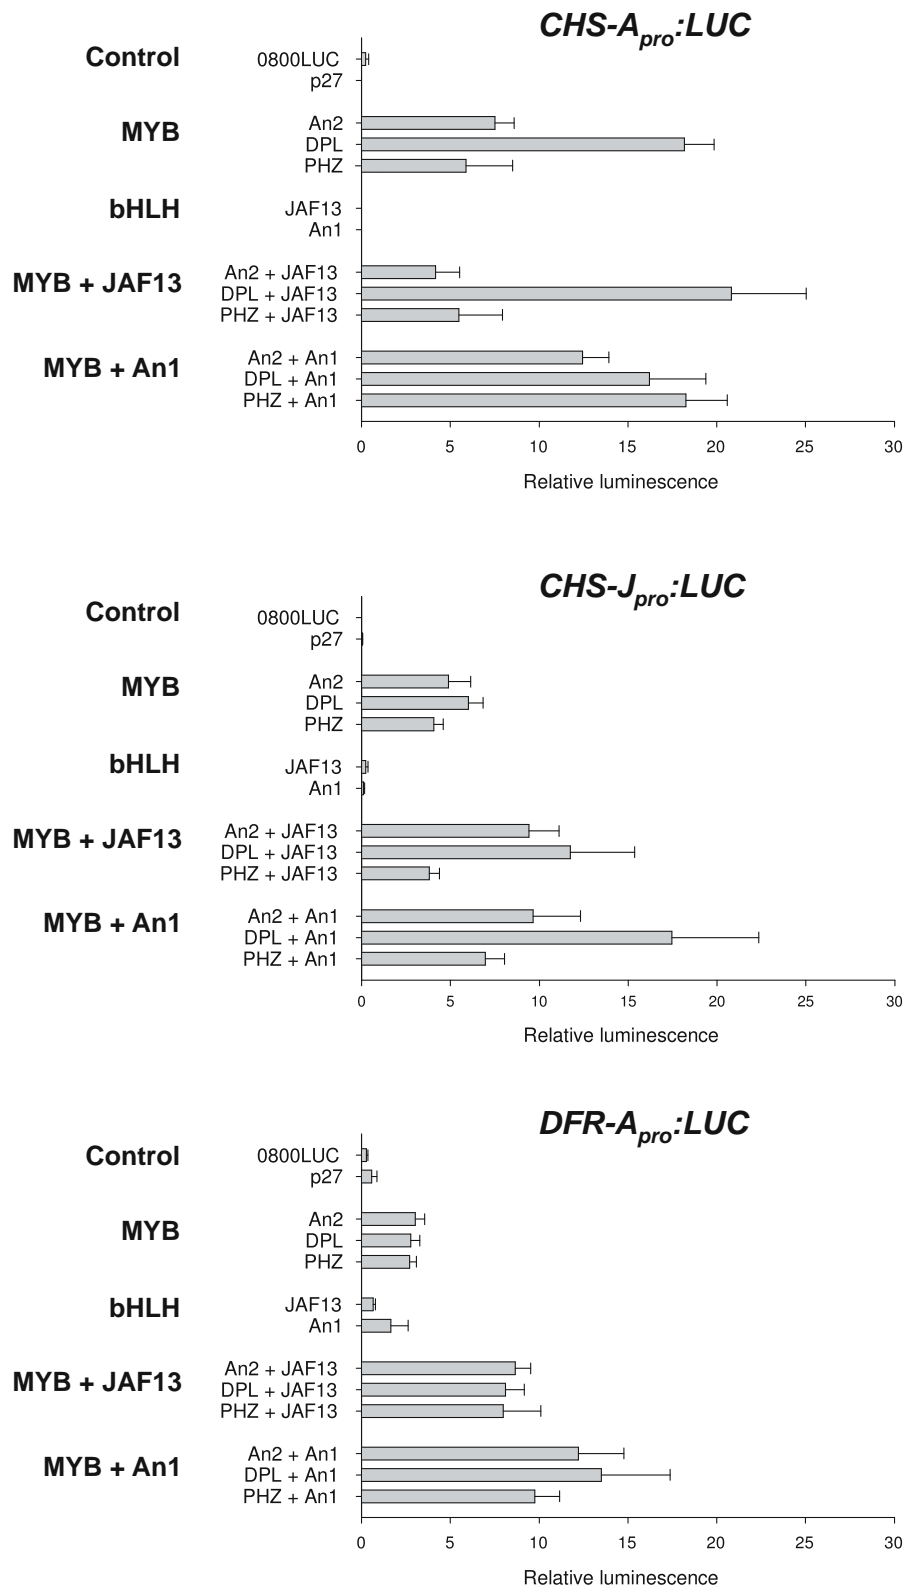 CHS-Apro:LUC
Control
0800LUC
p27
MYB
An2
DPL
PHZ
bHLH
JAF13
An1
MYB + JAF13
An2 + JAF13
DPL + JAF13
PHZ + JAF13
MYB + An1
An2 + An1
DPL + An1
PHZ + An1
0 5 10 15 20 25 30
Relative luminescence
CHS-Jpro:LUC
Control
0800LUC
p27
MYB
An2
DPL
PHZ
bHLH
JAF13
An1
MYB + JAF13
An2 + JAF13
DPL + JAF13
PHZ + JAF13
MYB + An1
An2 + An1
DPL + An1
PHZ + An1
0 5 10 15 20 25 30
Relative luminescence
DFR-Apro:LUC
Control
0800LUC
p27
MYB
An2
DPL
PHZ
bHLH
JAF13
An1
MYB + JAF13
An2 + JAF13
DPL + JAF13
PHZ + JAF13
MYB + An1
An2 + An1
DPL + An1
PHZ + An1
0 5 10 15 20 25 30
Relative luminescence